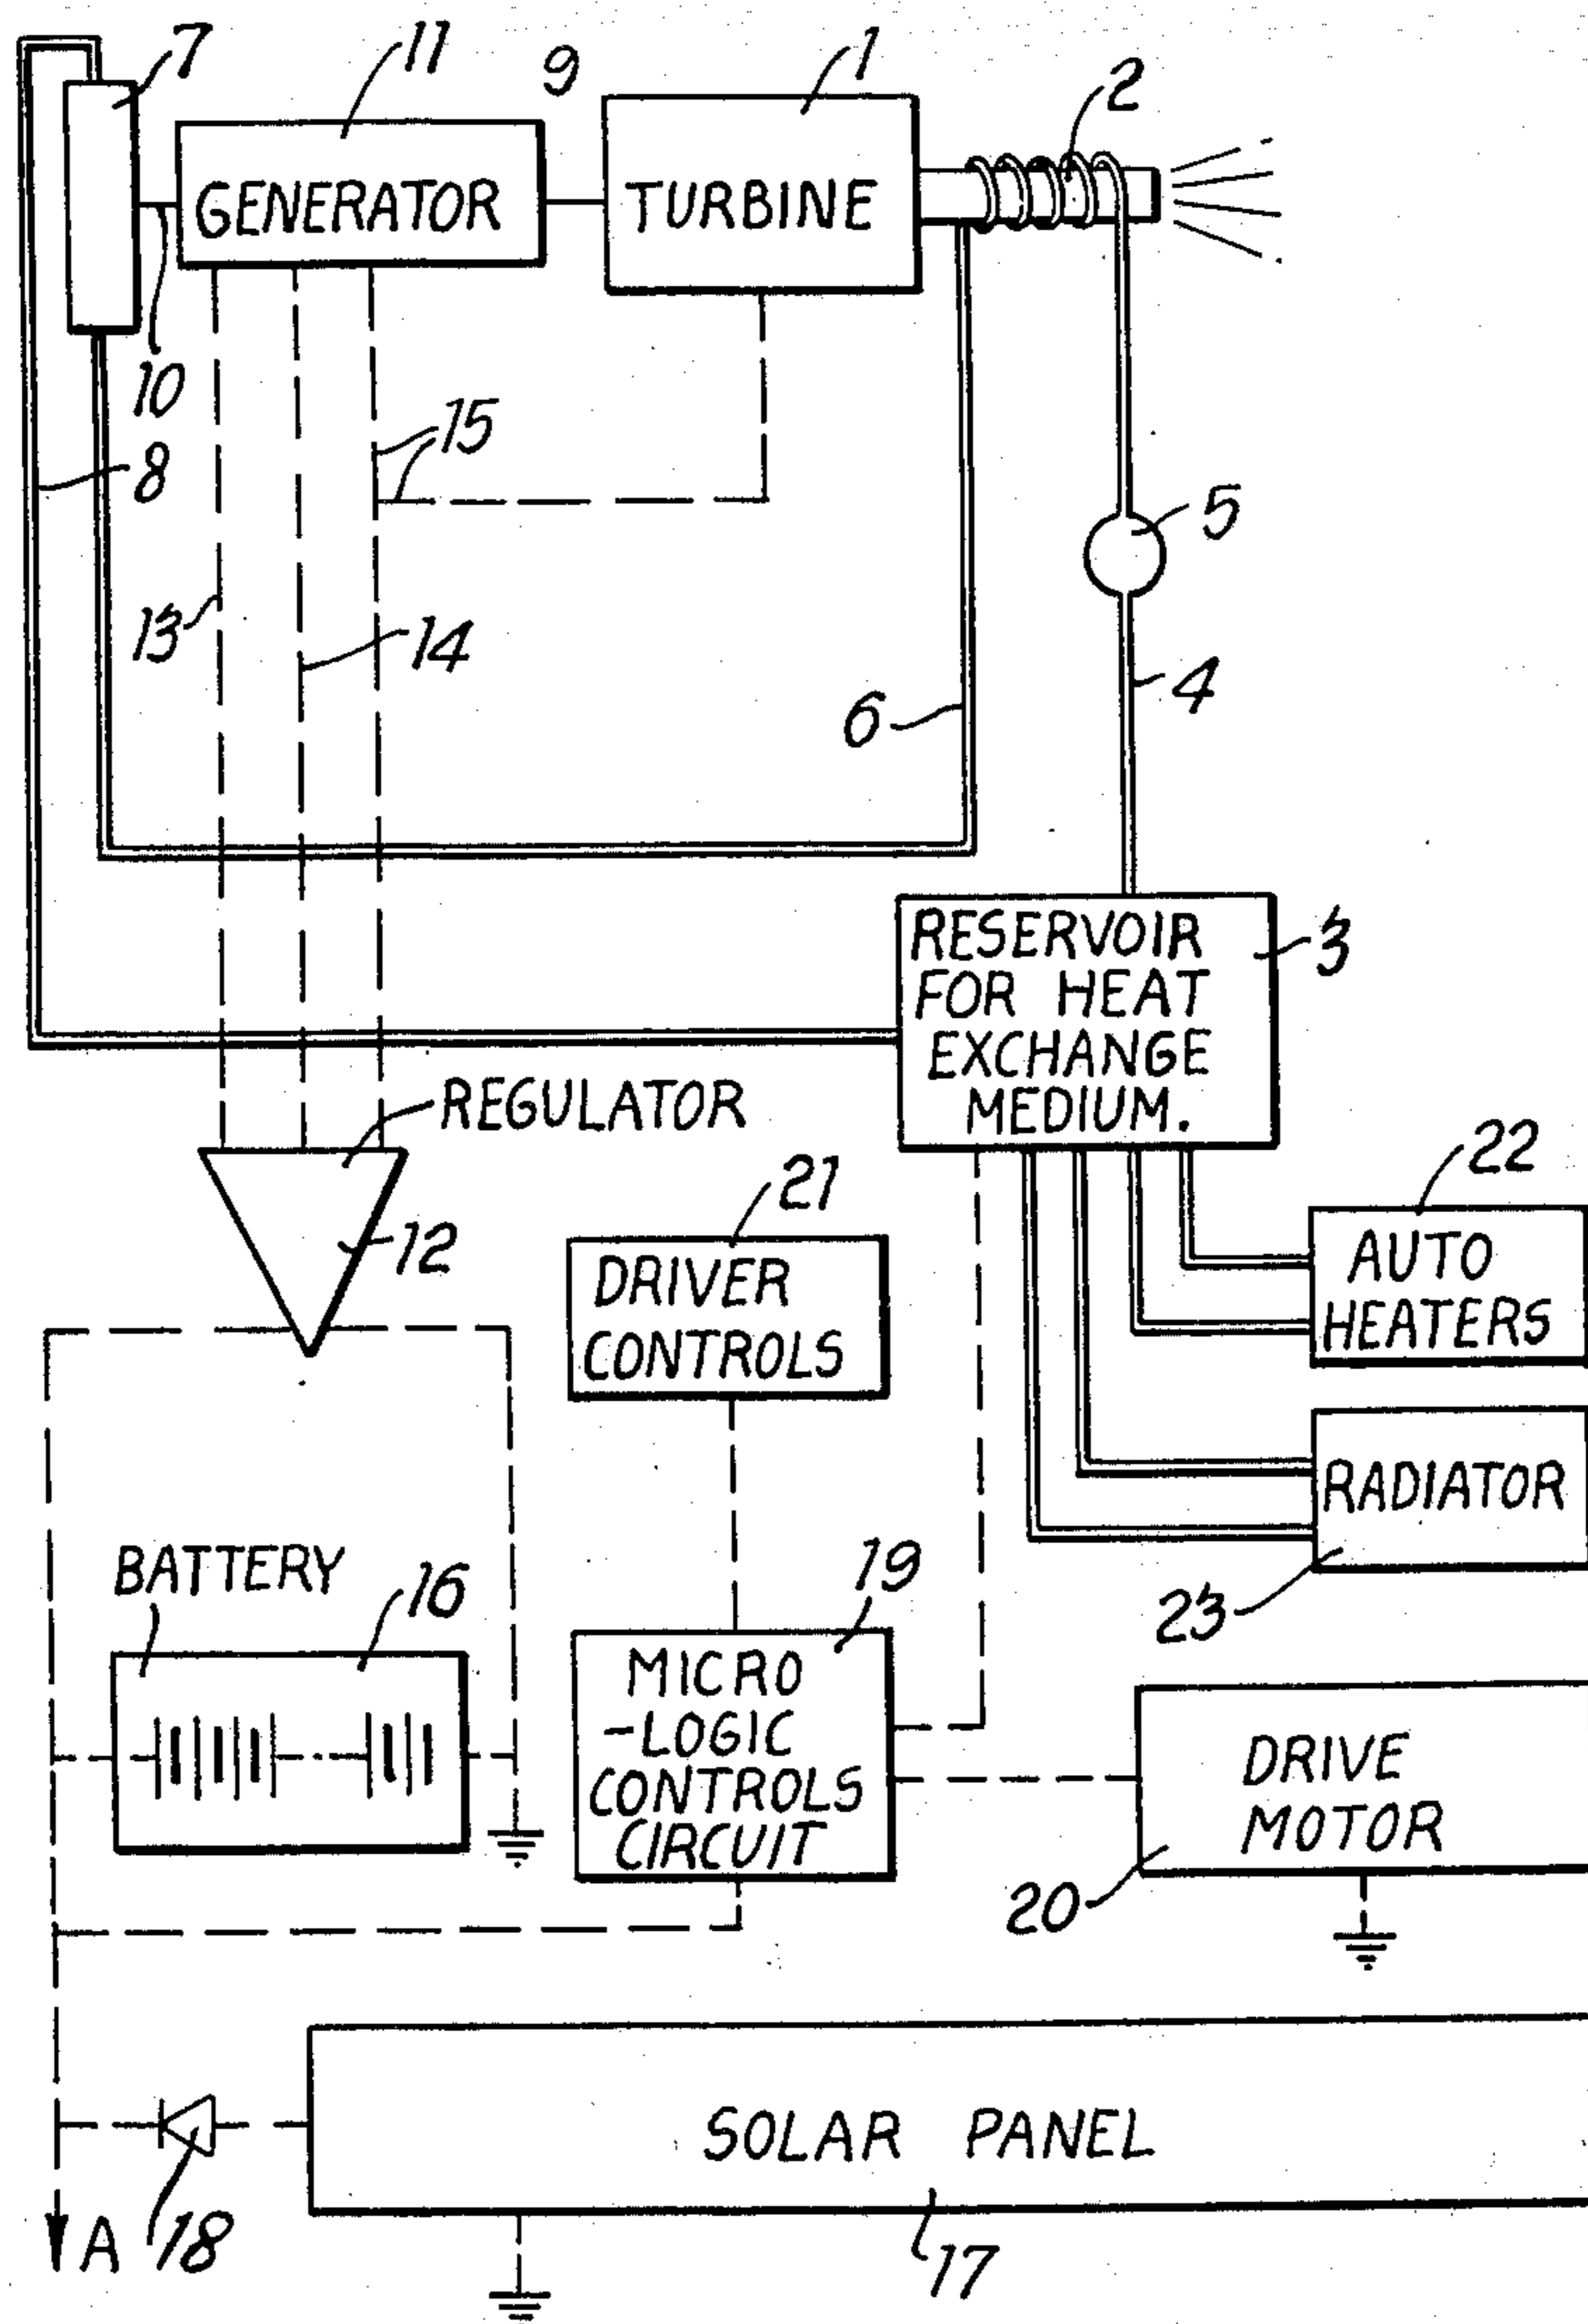 7
11
9
1
2
GENERATOR
TURBINE
10
15
8
5
13
14
4
6
RESERVOIR
FOR HEAT
EXCHANGE
MEDIUM.
3
REGULATOR
12
21
DRIVER
CONTROLS
22
AUTO
HEATERS
RADIATOR
23
BATTERY
16
19
MICRO
-LOGIC
CONTROLS
CIRCUIT
DRIVE
MOTOR
20
SOLAR PANEL
A
18
17